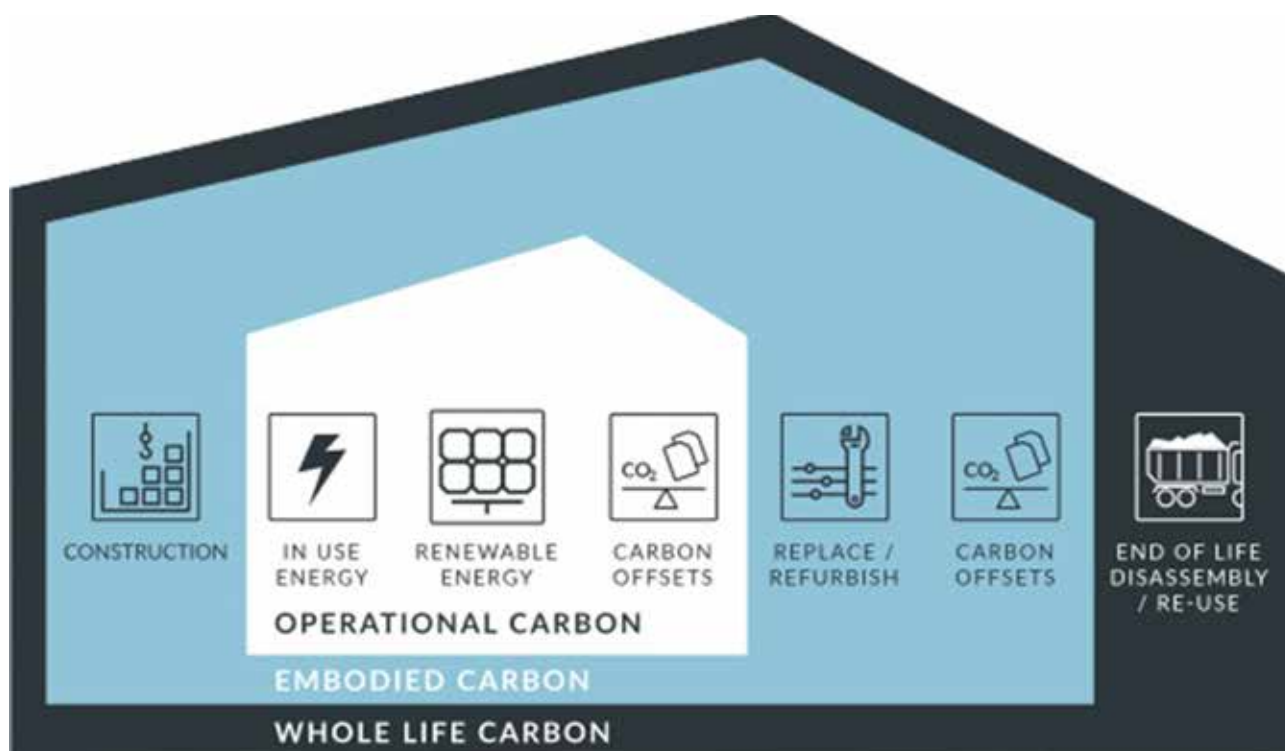 CO₂
CO₂
CONSTRUCTION
IN USE
ENERGY
RENEWABLE
ENERGY
CARBON
OFFSETS
REPLACE /
REFURBISH
CARBON
OFFSETS
END OF LIFE
DISASSEMBLY
/ RE-USE
OPERATIONAL CARBON
EMBODIED CARBON
WHOLE LIFE CARBON